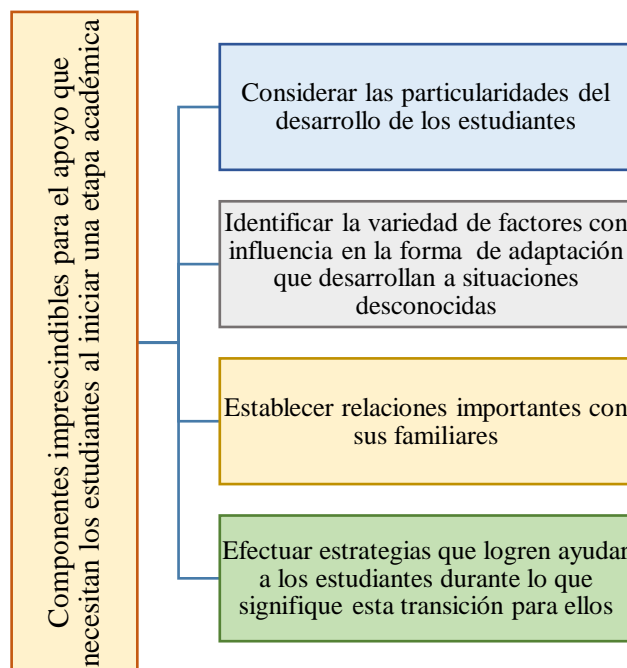 Componentes imprescindibles para el apoyo que
necesitan los estudiantes al iniciar una etapa académica
Considerar las particularidades del
desarrollo de los estudiantes
Identificar la variedad de factores con
influencia en la forma de adaptación
que desarrollan a situaciones
desconocidas
Establecer relaciones importantes con
sus familiares
Efectuar estrategias que logren ayudar
a los estudiantes durante lo que
signifique esta transición para ellos